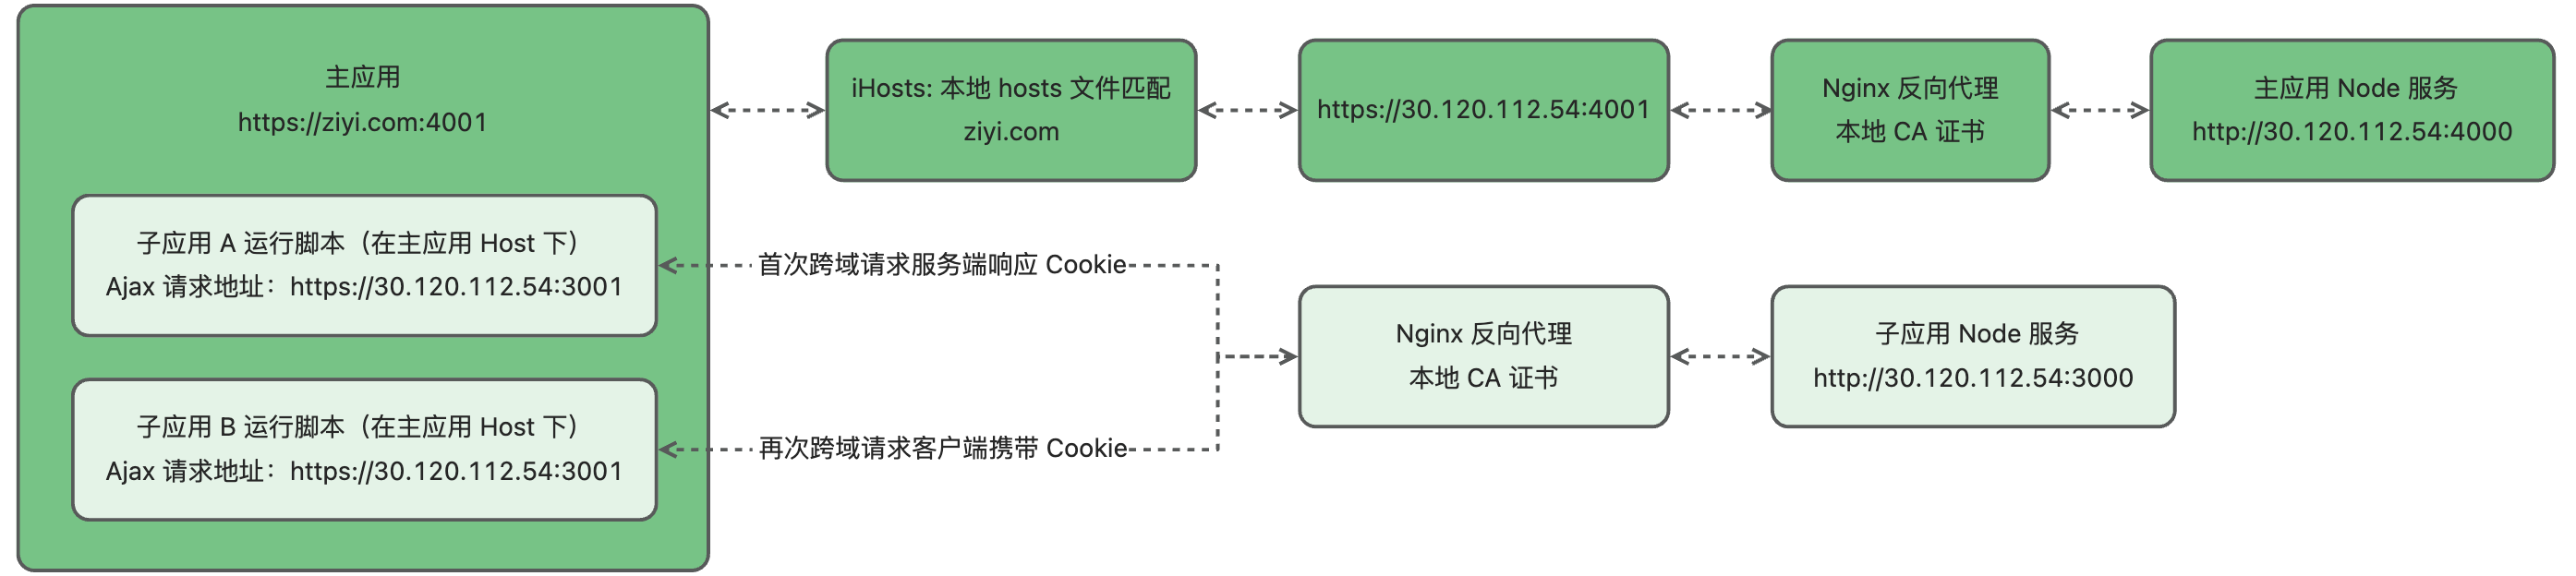 主应用
https://ziyi.com:4001
iHosts: 本地 hosts 文件匹配
ziyi.com
https://30.120.112.54:4001
Nginx 反向代理
本地 CA 证书
主应用 Node 服务
http://30.120.112.54:4000
子应用 A 运行脚本（在主应用 Host 下）
Ajax 请求地址：https://30.120.112.54:3001
首次跨域请求服务端响应 Cookie
Nginx 反向代理
本地 CA 证书
子应用 Node 服务
http://30.120.112.54:3000
子应用 B 运行脚本（在主应用 Host 下）
Ajax 请求地址：https://30.120.112.54:3001
再次跨域请求客户端携带 Cookie